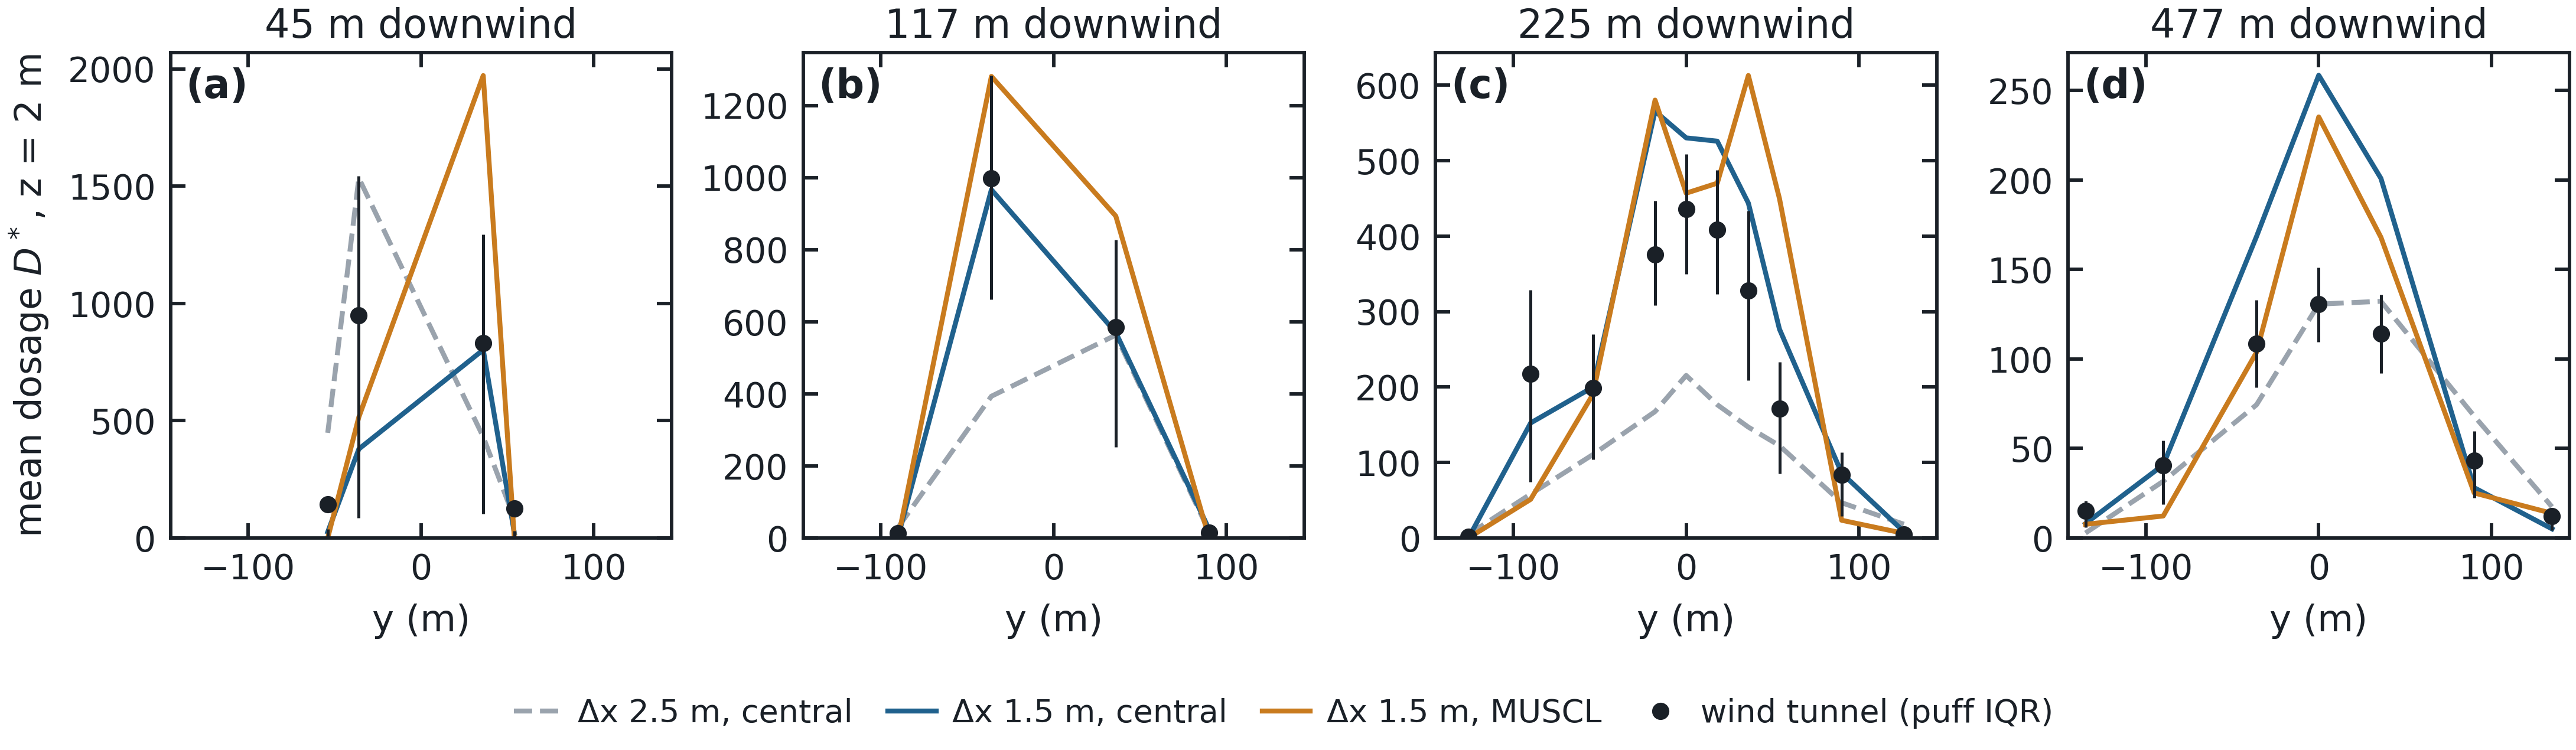 45 m downwind
117 m downwind
225 m downwind
477 m downwind
(a)
(b)
(c)
(d)
mean dosage D*, z = 2 m
2000
1500
1000
500
0
1200
1000
800
600
400
200
0
600
500
400
300
200
100
0
250
200
150
100
50
0
−100 0 100
−100 0 100
−100 0 100
−100 0 100
y (m)
y (m)
y (m)
y (m)
Δx 2.5 m, central
Δx 1.5 m, central
Δx 1.5 m, MUSCL
wind tunnel (puff IQR)